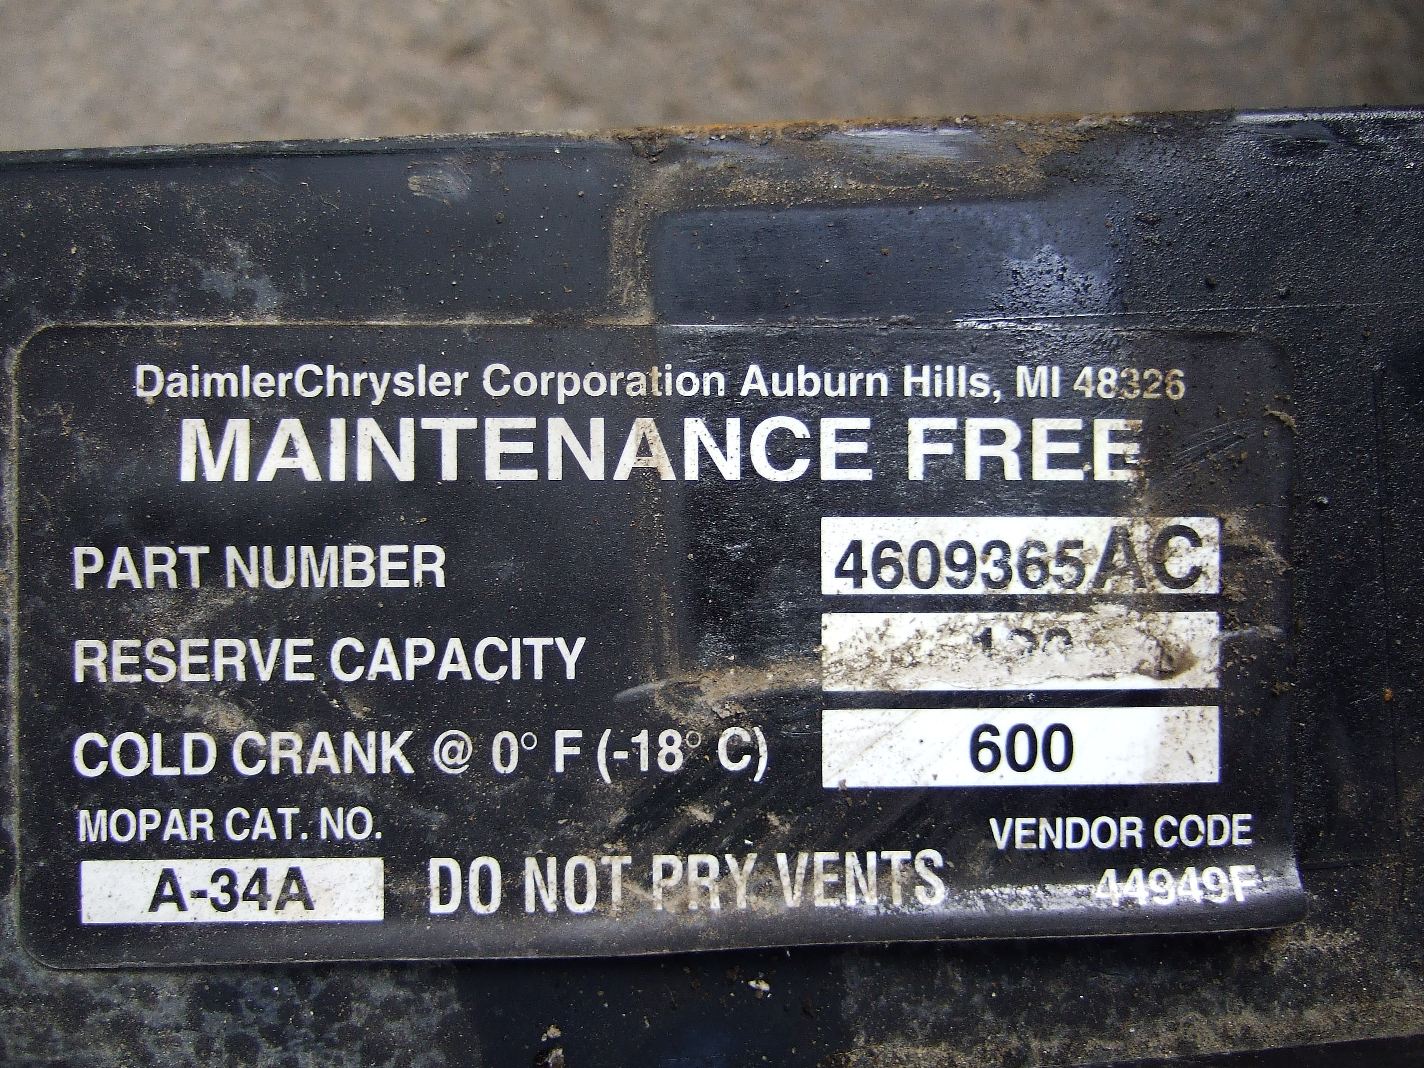 DaimlerChrysler Corporation Auburn Hills, MI 48326
MAINTENANCE FREE
PART NUMBER 4609365AC
RESERVE CAPACITY
COLD CRANK @ 0° F (-18° C) 600
MOPAR CAT. NO.
A-34A
DO NOT PRY VENTS
VENDOR CODE
44949F